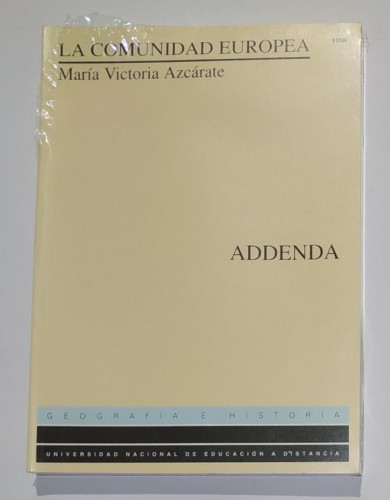 LA COMUNIDAD EUROPEA
María Victoria Azcárate
ADDENDA
GEOGRAFÍA E HISTORIA
UNIVERSIDAD NACIONAL DE EDUCACIÓN A DISTANCIA